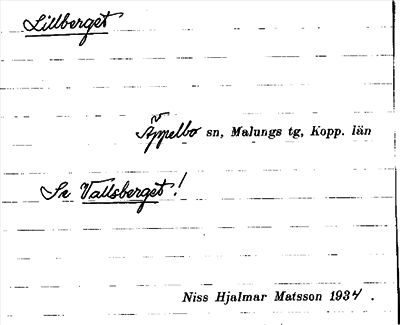 Lillberget
Äppelbo sn, Malungs tg, Kopp. län
Se Vallsberget!
Niss Hjalmar Matsson 1934.